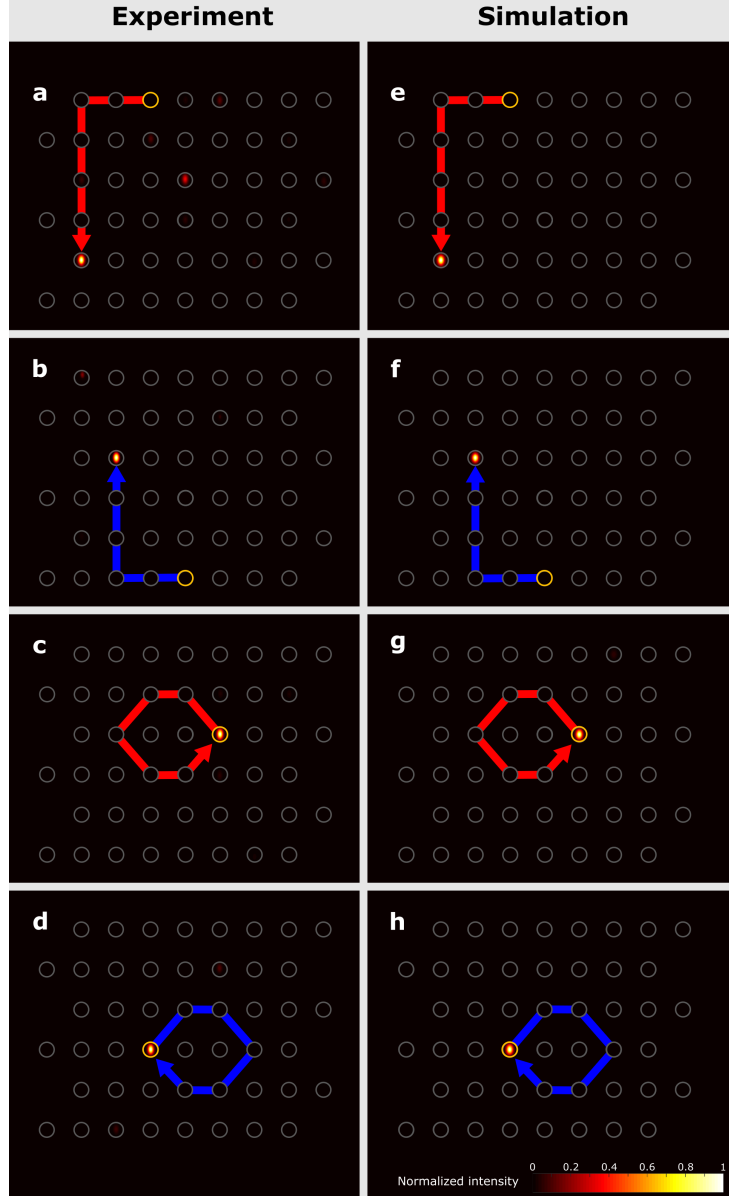 Experiment Simulation
a e
b f
c g
d h
0 0.2 0.4 0.6 0.8 1
Normalized intensity